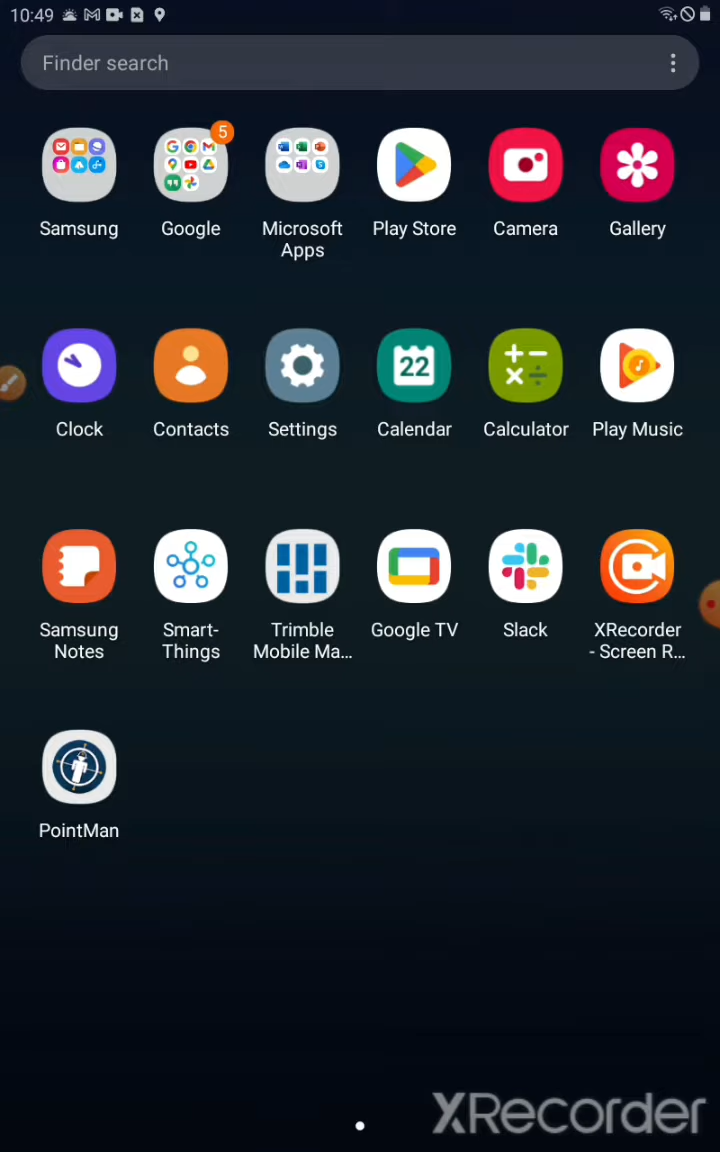 10:49
Finder search
5
Samsung
Google
Microsoft
Apps
Play Store
Camera
Gallery
22
Clock
Contacts
Settings
Calendar
Calculator
Play Music
Samsung
Notes
Smart-
Things
Trimble
Mobile Ma...
Google TV
Slack
XRecorder
- Screen R...
PointMan
XRecorder